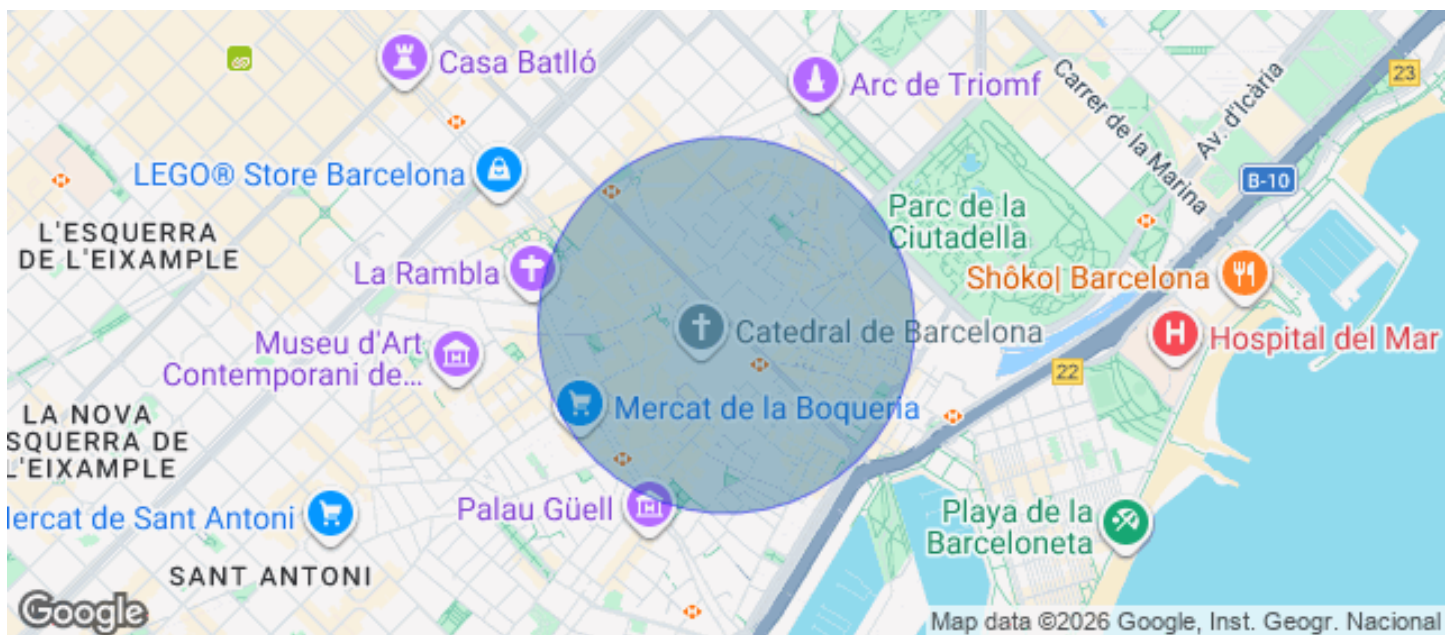 Casa Batlló
Arc de Triomf
Carrer de la Marina
Av. d'Icària
23
LEGO® Store Barcelona
B-10
L'ESQUERRA
DE L'EIXAMPLE
Parc de la
Ciutadella
La Rambla
Shôko| Barcelona
Catedral de Barcelona
H
Hospital del Mar
Museu d'Art
Contemporani de...
22
LA NOVA
SQUERRA DE
L'EIXAMPLE
Mercat de la Boqueria
Palau Güell
Mercat de Sant Antoni
Playa de la
Barceloneta
SANT ANTONI
Google
Map data ©2026 Google, Inst. Geogr. Nacional